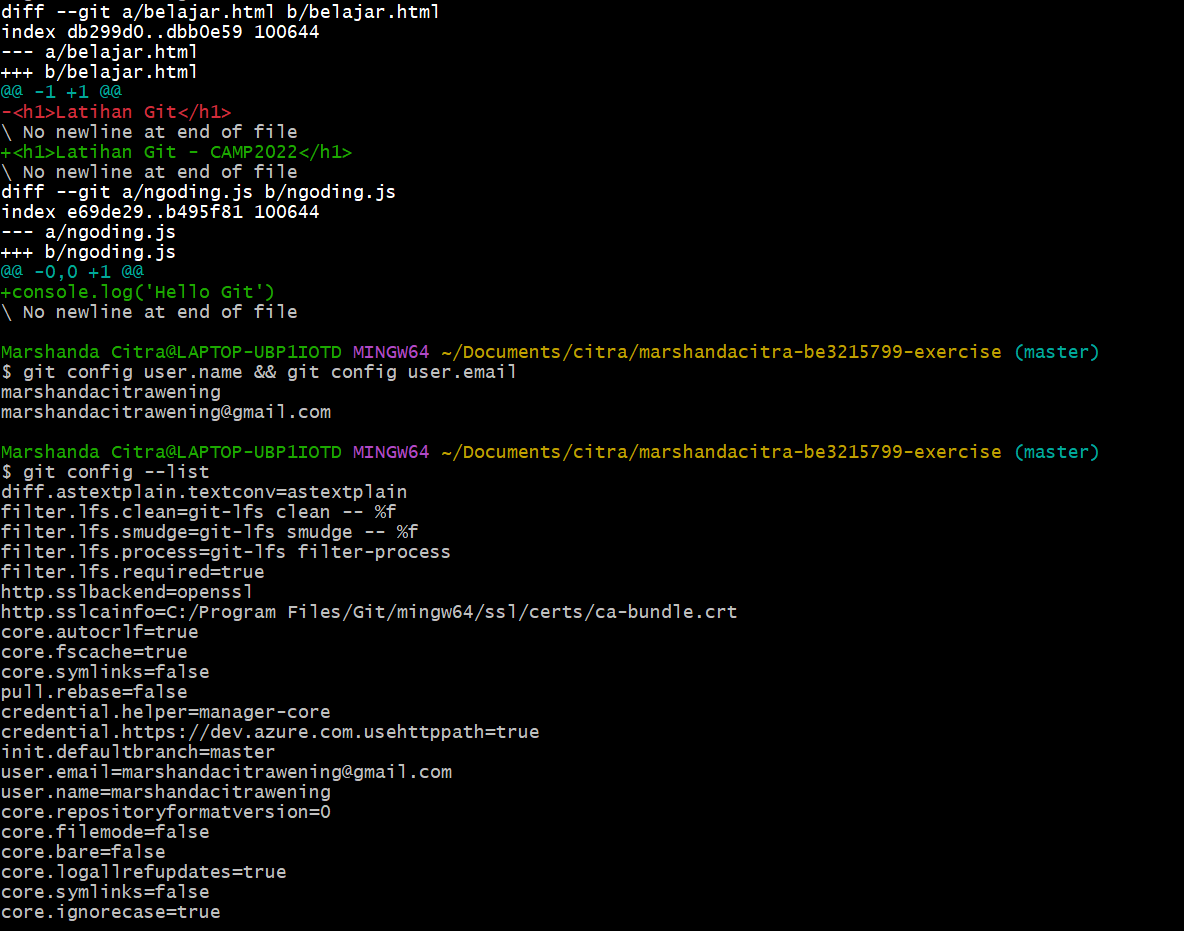 diff --git a/belajar.html b/belajar.html
index db299d0..dbb0e59 100644
--- a/belajar.html
+++ b/belajar.html
@@ -1 +1 @@
-<h1>Latihan Git</h1>
\ No newline at end of file
+<h1>Latihan Git - CAMP2022</h1>
\ No newline at end of file
diff --git a/ngoding.js b/ngoding.js
index e69de29..b495f81 100644
--- a/ngoding.js
+++ b/ngoding.js
@@ -0,0 +1 @@
+console.log('Hello Git')
\ No newline at end of file
Marshanda Citra@LAPTOP-UBP1IOTD MINGW64 ~/Documents/citra/marshandacitra-be3215799-exercise (master)
$ git config user.name && git config user.email
marshandacitrawening
marshandacitrawening@gmail.com
Marshanda Citra@LAPTOP-UBP1IOTD MINGW64 ~/Documents/citra/marshandacitra-be3215799-exercise (master)
$ git config --list
diff.astextplain.textconv=astextplain
filter.lfs.clean=git-lfs clean -- %f
filter.lfs.smudge=git-lfs smudge -- %f
filter.lfs.process=git-lfs filter-process
filter.lfs.required=true
http.sslbackend=openssl
http.sslcainfo=C:/Program Files/Git/mingw64/ssl/certs/ca-bundle.crt
core.autocrlf=true
core.fscache=true
core.symlinks=false
pull.rebase=false
credential.helper=manager-core
credential.https://dev.azure.com.usehttppath=true
init.defaultbranch=master
user.email=marshandacitrawening@gmail.com
user.name=marshandacitrawening
core.repositoryformatversion=0
core.filemode=false
core.bare=false
core.logallrefupdates=true
core.symlinks=false
core.ignorecase=true